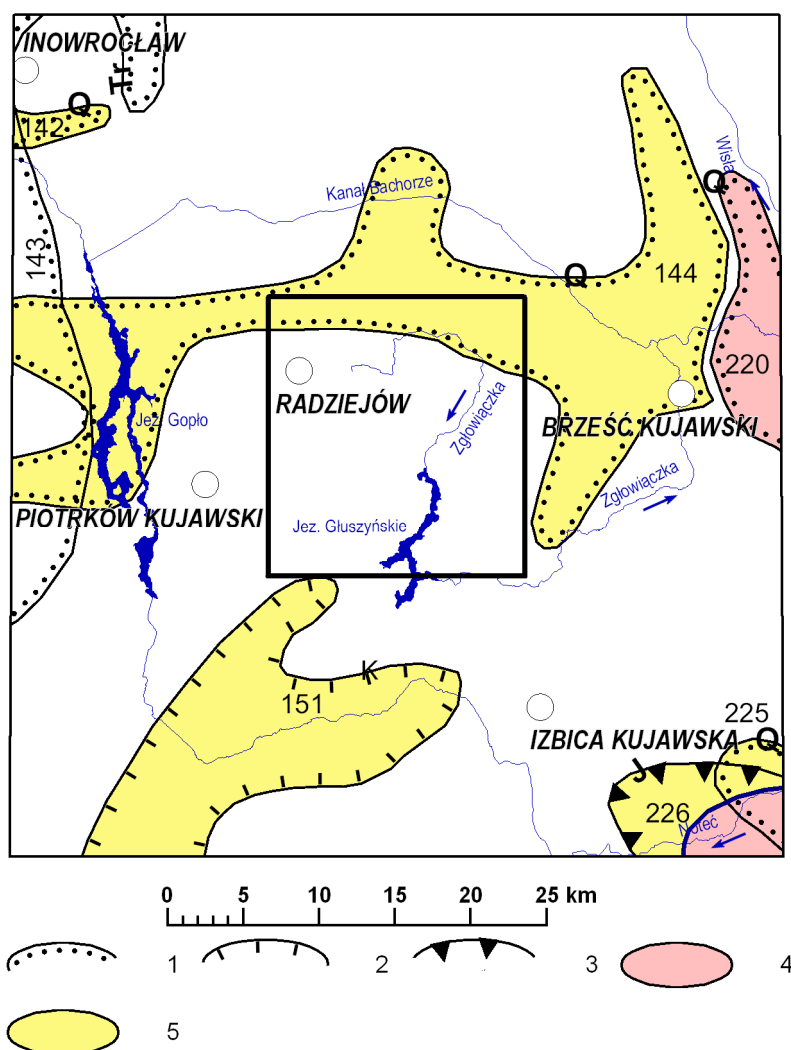 INOWROCŁAW
Tr
Q
142
Wisła
Q
Kanał Bachorze
143
Q
144
220
RADZIEJÓW
Jez. Gopło
Zgłowiączka
BRZEŚĆ KUJAWSKI
Zgłowiączka
PIOTRKÓW KUJAWSKI
Jez. Głuszyńskie
K
151
225
IZBICA KUJAWSKA
Q
J
226
Noteć
0 5 10 15 20 25 km
1 2 3 4
5